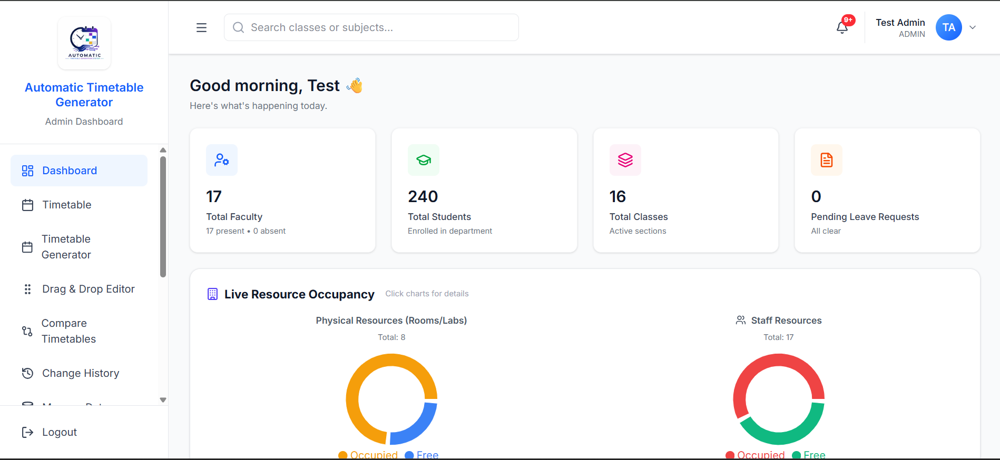 AUTOMATIC
Automatic Timetable
Generator
Admin Dashboard
Dashboard
Timetable
Timetable
Generator
Drag & Drop Editor
Compare
Timetables
Change History
Logout
Search classes or subjects...
9+
Test Admin
ADMIN
TA
Good morning, Test 👋
Here's what's happening today.
17
Total Faculty
17 present • 0 absent
240
Total Students
Enrolled in department
16
Total Classes
Active sections
0
Pending Leave Requests
All clear
Live Resource Occupancy Click charts for details
Physical Resources (Rooms/Labs)
Total: 8
Occupied Free
Staff Resources
Total: 17
Occupied Free